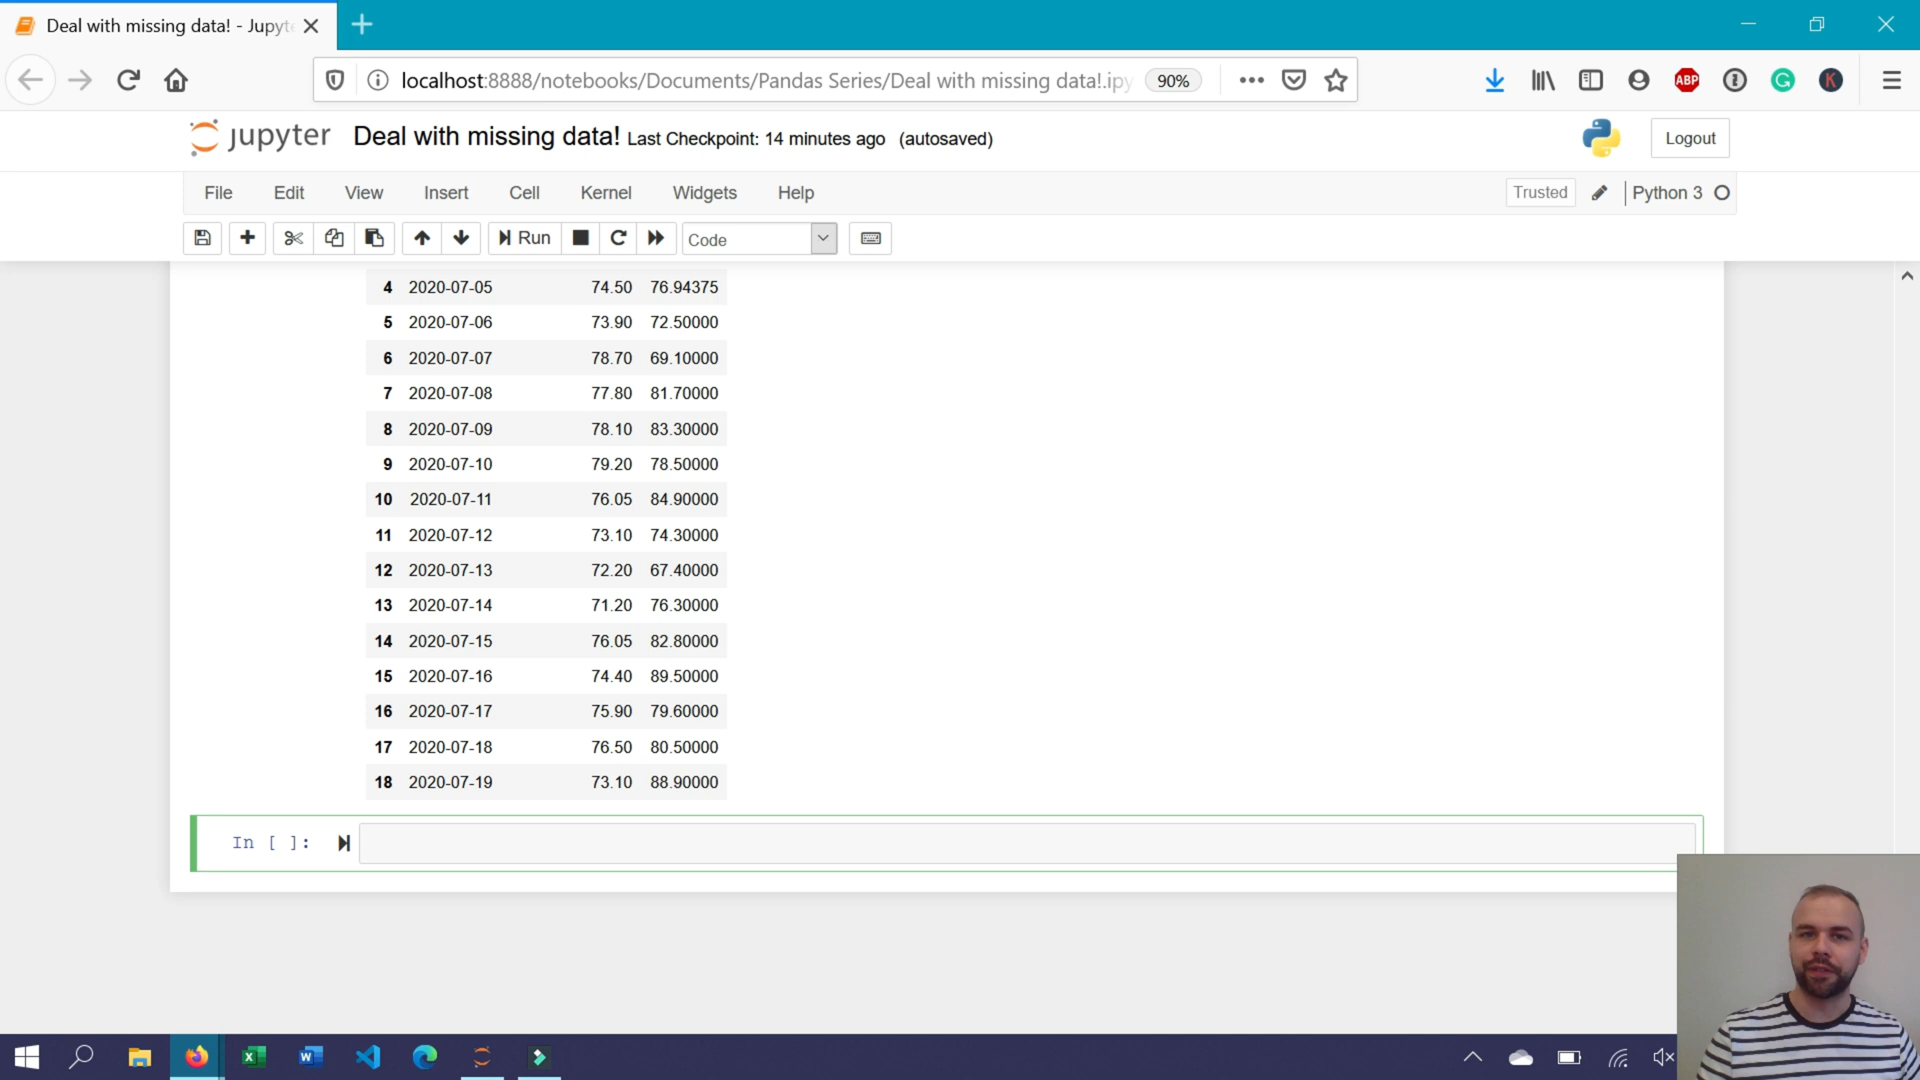 Deal with missing data! - Jupyt
localhost:8888/notebooks/Documents/Pandas Series/Deal with missing data!.ipy 90%
ABP
K
jupyter Deal with missing data! Last Checkpoint: 14 minutes ago (autosaved)
Logout
File Edit View Insert Cell Kernel Widgets Help Trusted Python 3
Run Code
4 2020-07-05 74.50 76.94375
5 2020-07-06 73.90 72.50000
6 2020-07-07 78.70 69.10000
7 2020-07-08 77.80 81.70000
8 2020-07-09 78.10 83.30000
9 2020-07-10 79.20 78.50000
10 2020-07-11 76.05 84.90000
11 2020-07-12 73.10 74.30000
12 2020-07-13 72.20 67.40000
13 2020-07-14 71.20 76.30000
14 2020-07-15 76.05 82.80000
15 2020-07-16 74.40 89.50000
16 2020-07-17 75.90 79.60000
17 2020-07-18 76.50 80.50000
18 2020-07-19 73.10 88.90000
In [ ]: